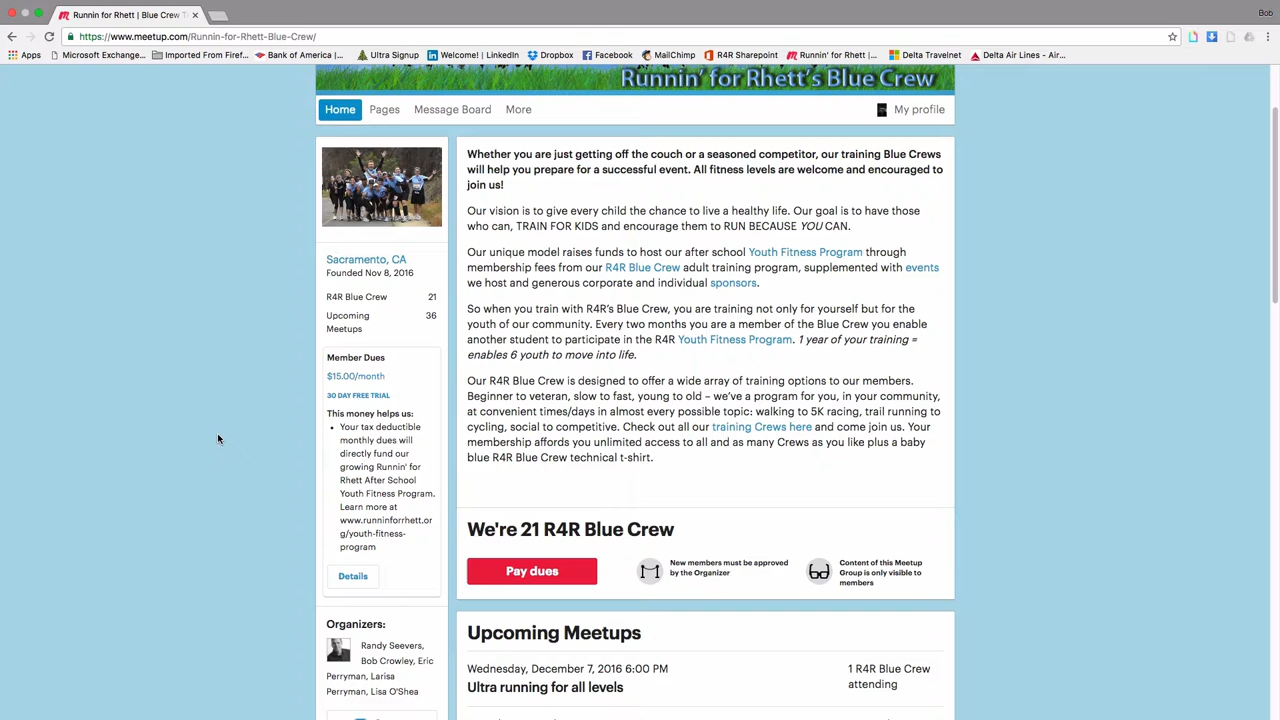 Runnin for Rhett | Blue Crew T
Bob
https://www.meetup.com/Runnin-for-Rhett-Blue-Crew/
Apps Microsoft Exchange... Imported From Firef... Bank of America |... Ultra Signup Welcome! | LinkedIn Dropbox Facebook MailChimp R4R Sharepoint Runnin' for Rhett |... Delta Travelnet Delta Air Lines - Air...
Runnin' for Rhett's Blue Crew
Home Pages Message Board More My profile
Sacramento, CA
Founded Nov 8, 2016
R4R Blue Crew 21
Upcoming 36
Meetups
Member Dues
$15.00/month
30 DAY FREE TRIAL
This money helps us:
• Your tax deductible
monthly dues will
directly fund our
growing Runnin' for
Rhett After School
Youth Fitness Program.
Learn more at
www.runninforrhett.or
g/youth-fitness-
program
Details
Organizers:
Randy Seevers,
Bob Crowley, Eric
Perryman, Larisa
Perryman, Lisa O'Shea
Whether you are just getting off the couch or a seasoned competitor, our training Blue Crews
will help you prepare for a successful event. All fitness levels are welcome and encouraged to
join us!
Our vision is to give every child the chance to live a healthy life. Our goal is to have those
who can, TRAIN FOR KIDS and encourage them to RUN BECAUSE YOU CAN.
Our unique model raises funds to host our after school Youth Fitness Program through
membership fees from our R4R Blue Crew adult training program, supplemented with events
we host and generous corporate and individual sponsors.
So when you train with R4R's Blue Crew, you are training not only for yourself but for the
youth of our community. Every two months you are a member of the Blue Crew you enable
another student to participate in the R4R Youth Fitness Program. 1 year of your training =
enables 6 youth to move into life.
Our R4R Blue Crew is designed to offer a wide array of training options to our members.
Beginner to veteran, slow to fast, young to old – we've a program for you, in your community,
at convenient times/days in almost every possible topic: walking to 5K racing, trail running to
cycling, social to competitive. Check out all our training Crews here and come join us. Your
membership affords you unlimited access to all and as many Crews as you like plus a baby
blue R4R Blue Crew technical t-shirt.
We're 21 R4R Blue Crew
Pay dues
New members must be approved
by the Organizer
Content of this Meetup
Group is only visible to
members
Upcoming Meetups
Wednesday, December 7, 2016 6:00 PM
Ultra running for all levels
1 R4R Blue Crew
attending